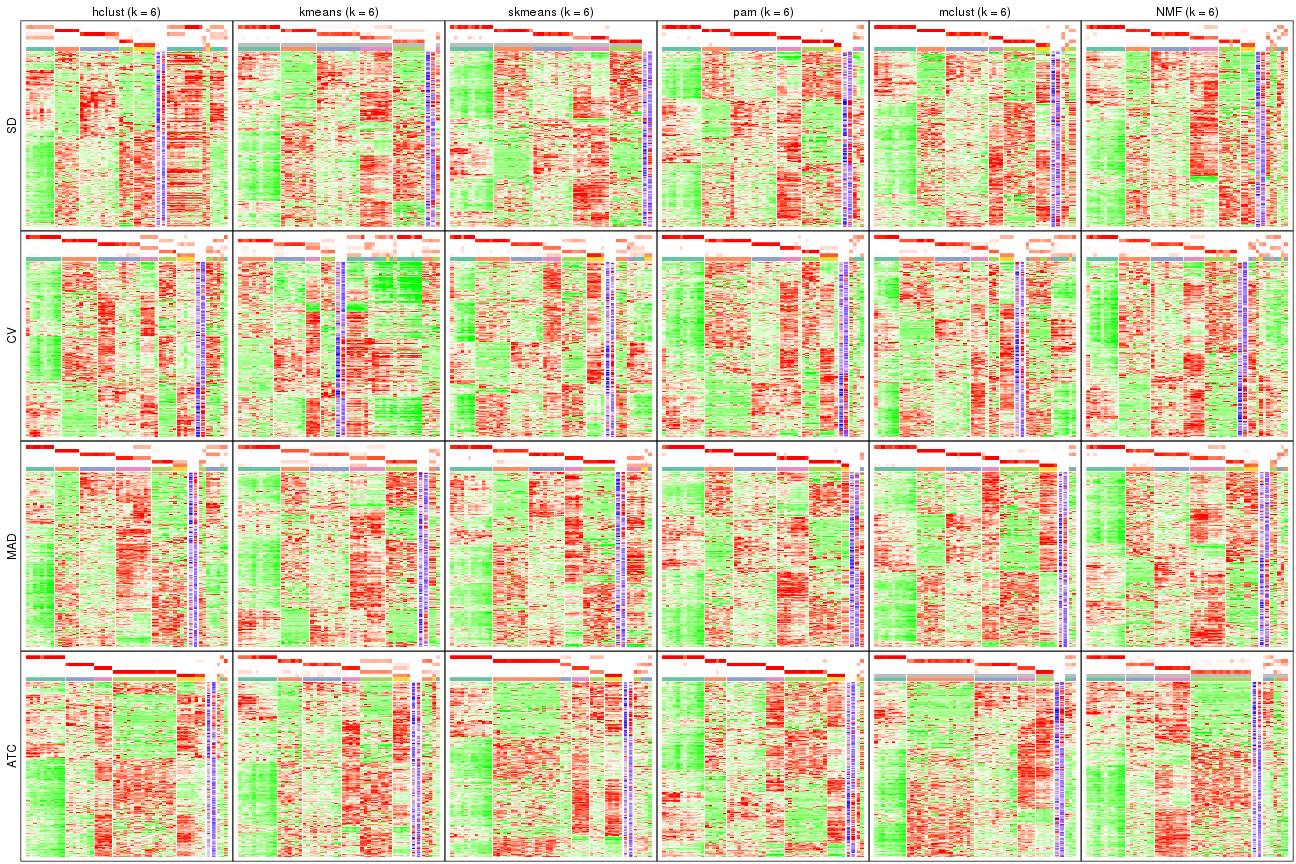 hclust (k = 6) kmeans (k = 6) skmeans (k = 6) pam (k = 6) mclust (k = 6) NMF (k = 6)
SD
CV
MAD
ATC